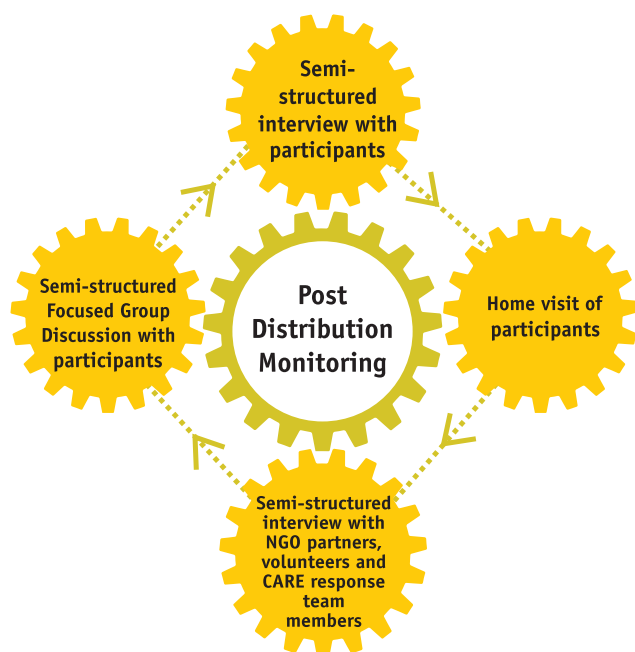 Semi-
structured
interview with
participants
Semi-structured
Focused Group
Discussion with
participants
Post
Distribution
Monitoring
Home visit of
participants
Semi-structured
interview with
NGO partners,
volunteers and
CARE response
team
members